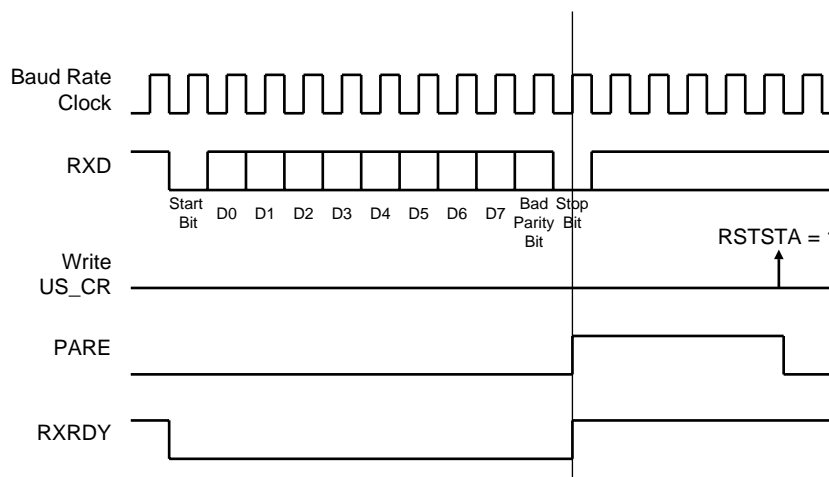 Baud Rate
Clock
RXD
Start
Bit
D0 D1 D2 D3 D4 D5 D6 D7
Bad
Parity
Bit
Stop
Bit
RSTSTA =
Write
US_CR
PARE
RXRDY